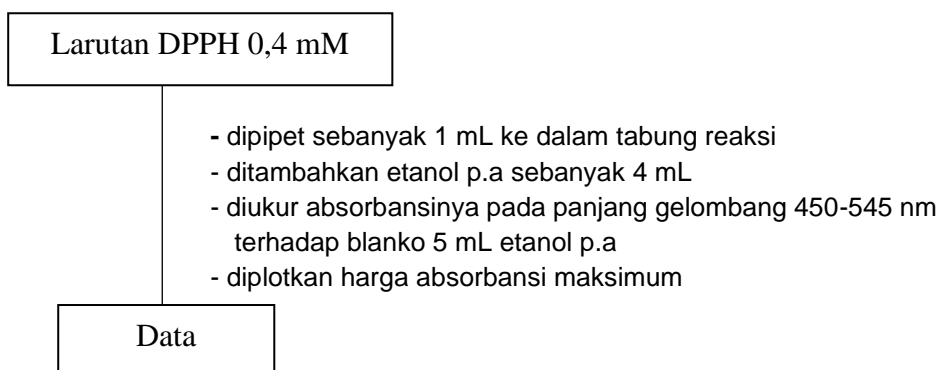 Larutan DPPH 0,4 mM
- dipipet sebanyak 1 mL ke dalam tabung reaksi
- ditambahkan etanol p.a sebanyak 4 mL
- diukur absorbansinya pada panjang gelombang 450-545 nm
terhadap blanko 5 mL etanol p.a
- diplotkan harga absorbansi maksimum
Data